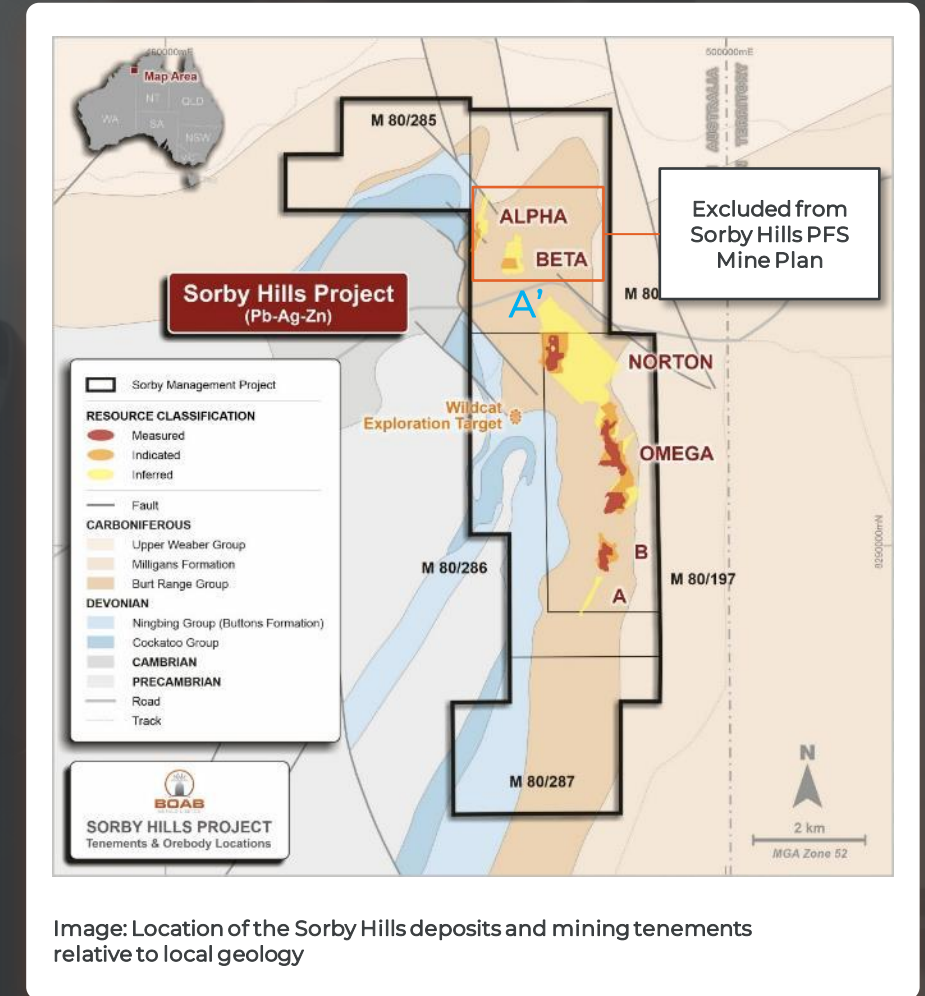 460000mE
500000mE
Map Area
NT
QLD
WA
SA
NSW
AUSTRALIA
TERRITORY
M 80/285
ALPHA
BETA
Excluded from
Sorby Hills PFS
Mine Plan
Sorby Hills Project
(Pb-Ag-Zn)
A’
M 80
NORTON
Wildcat
Exploration Target
OMEGA
B
A
M 80/286
M 80/197
8290000mN
Sorby Management Project
RESOURCE CLASSIFICATION
Measured
Indicated
Inferred
Fault
CARBONIFEROUS
Upper Weaber Group
Milligans Formation
Burt Range Group
DEVONIAN
Ningbing Group (Buttons Formation)
Cockatoo Group
CAMBRIAN
PRECAMBRIAN
Road
Track
M 80/287
BOAB
SORBY HILLS PROJECT
Tenements & Orebody Locations
N
2 km
MGA Zone 52
Image: Location of the Sorby Hills deposits and mining tenements
relative to local geology